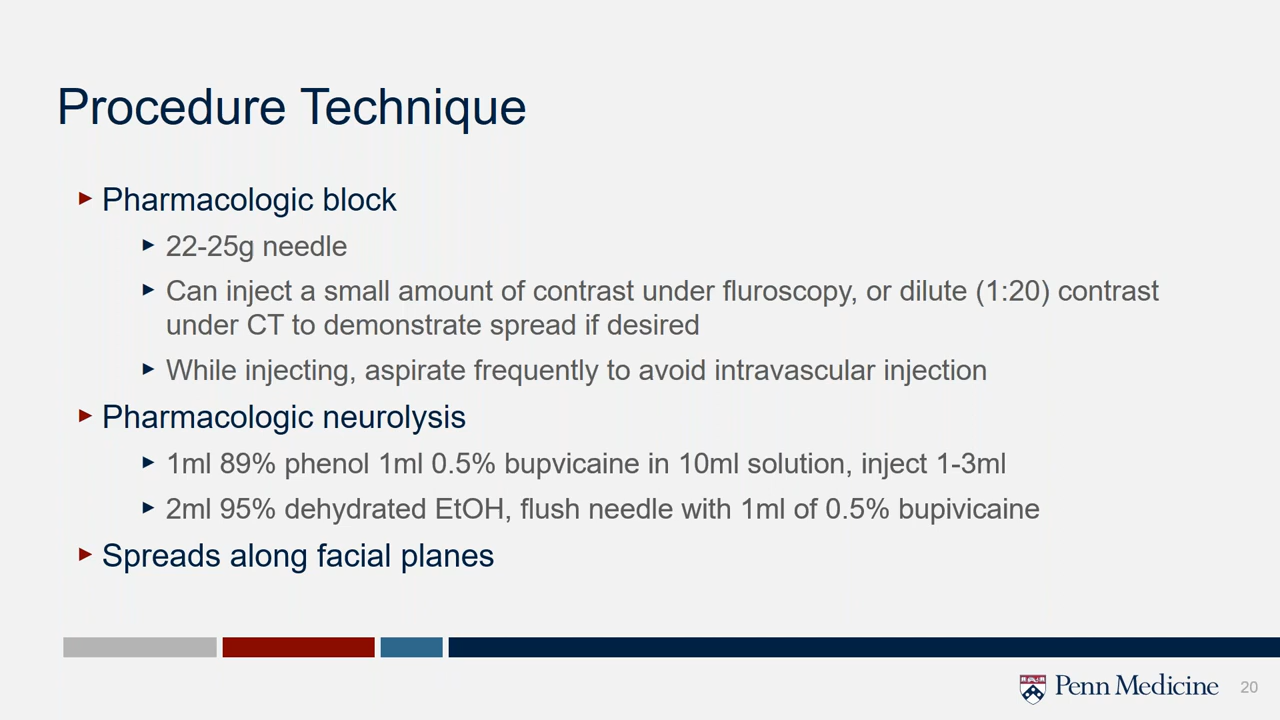 Procedure Technique
Pharmacologic block
22-25g needle
Can inject a small amount of contrast under fluroscopy, or dilute (1:20) contrast
under CT to demonstrate spread if desired
While injecting, aspirate frequently to avoid intravascular injection
Pharmacologic neurolysis
1ml 89% phenol 1ml 0.5% bupvicaine in 10ml solution, inject 1-3ml
2ml 95% dehydrated EtOH, flush needle with 1ml of 0.5% bupivicaine
Spreads along facial planes
Penn Medicine
20